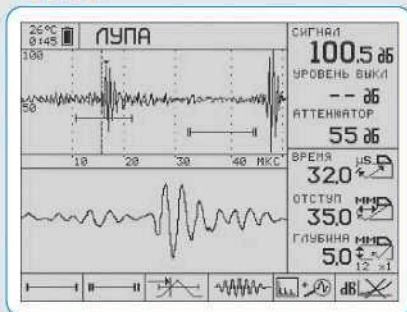 26°C
0:45
ЛУПА
100
50
10 20 30 40 МКС
СИГНАЛ
100.5 дБ
УРОВЕНЬ ВЫКЛ
-- дБ
АТТЕНЮАТОР
55 дБ
ВРЕМЯ µS
32,0
ОТСТУП ММ
35,0
ГЛУБИНА ММ
5,0
12 ×1
dB